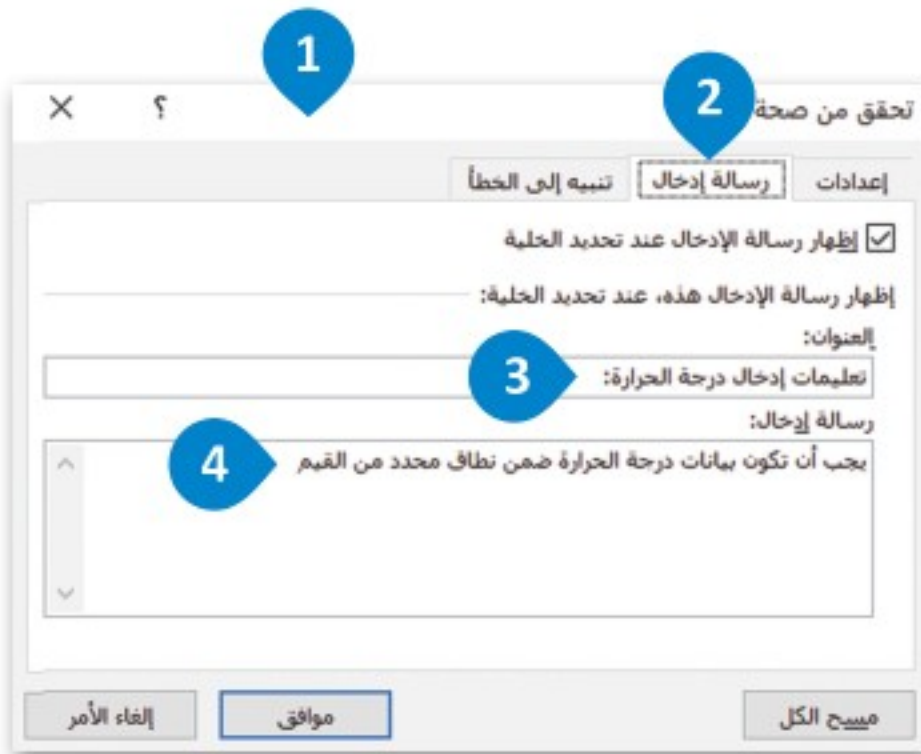 1
تحقق من صحة
2
؟
إعدادات
رسالة إدخال
تنبيه إلى الخطأ
إظهار رسالة الإدخال عند تحديد الخلية
إظهار رسالة الإدخال هذه، عند تحديد الخلية:
العنوان:
تعليمات إدخال درجة الحرارة:
3
رسالة إدخال:
يجب أن تكون بيانات درجة الحرارة ضمن نطاق محدد من القيم
4
مسح الكل
موافق
إلغاء الأمر